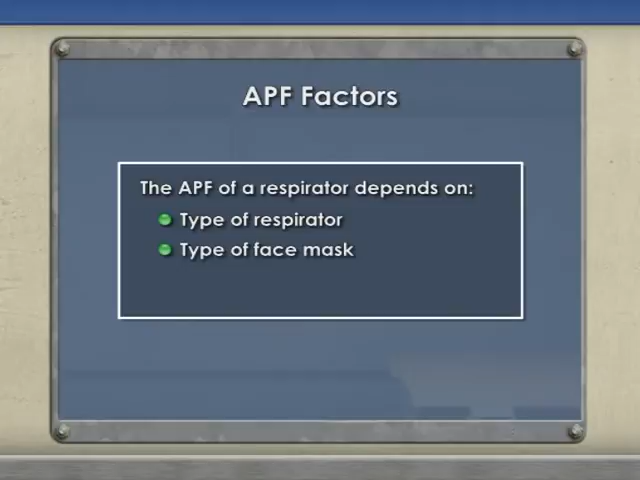 APF Factors
The APF of a respirator depends on:
Type of respirator
Type of face mask